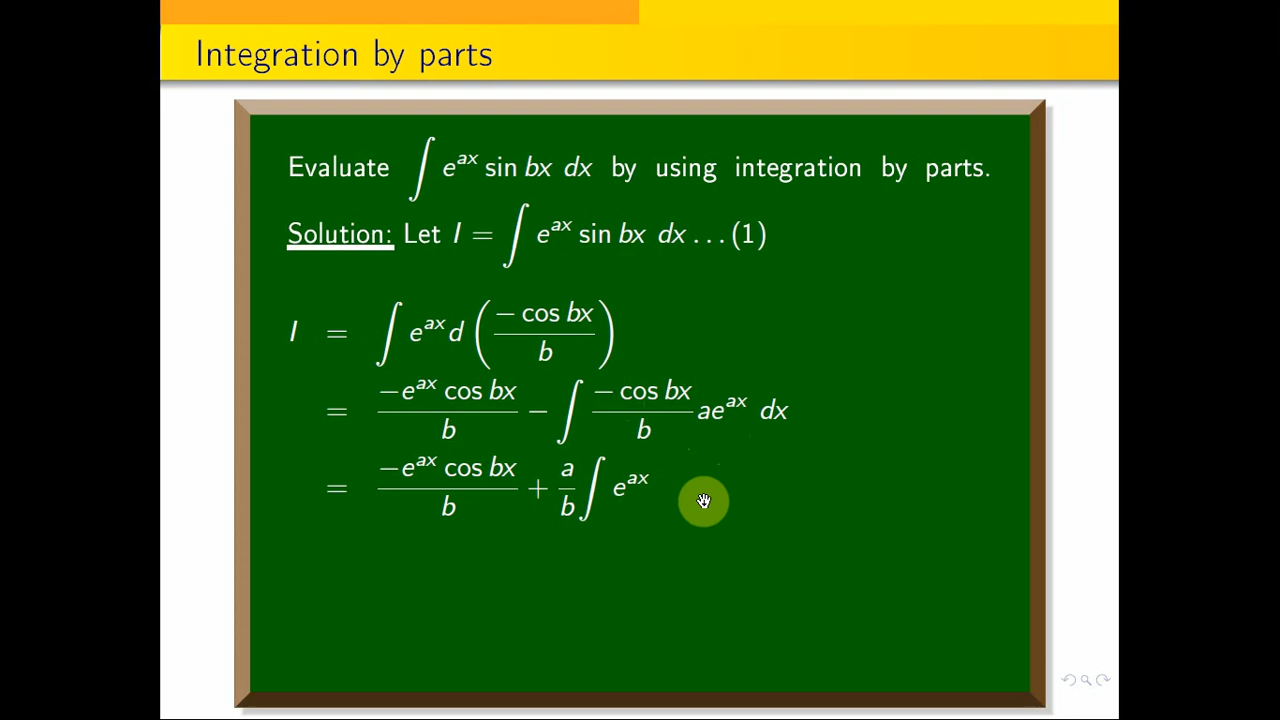 Integration by parts
Evaluate ∫ e^{ax} sin bx dx by using integration by parts.
Solution: Let I = ∫ e^{ax} sin bx dx . . . (1)
I = ∫ e^{ax} d (− cos bx / b)
= −e^{ax} cos bx / b − ∫ − cos bx / b ae^{ax} dx
= −e^{ax} cos bx / b + a / b ∫ e^{ax}